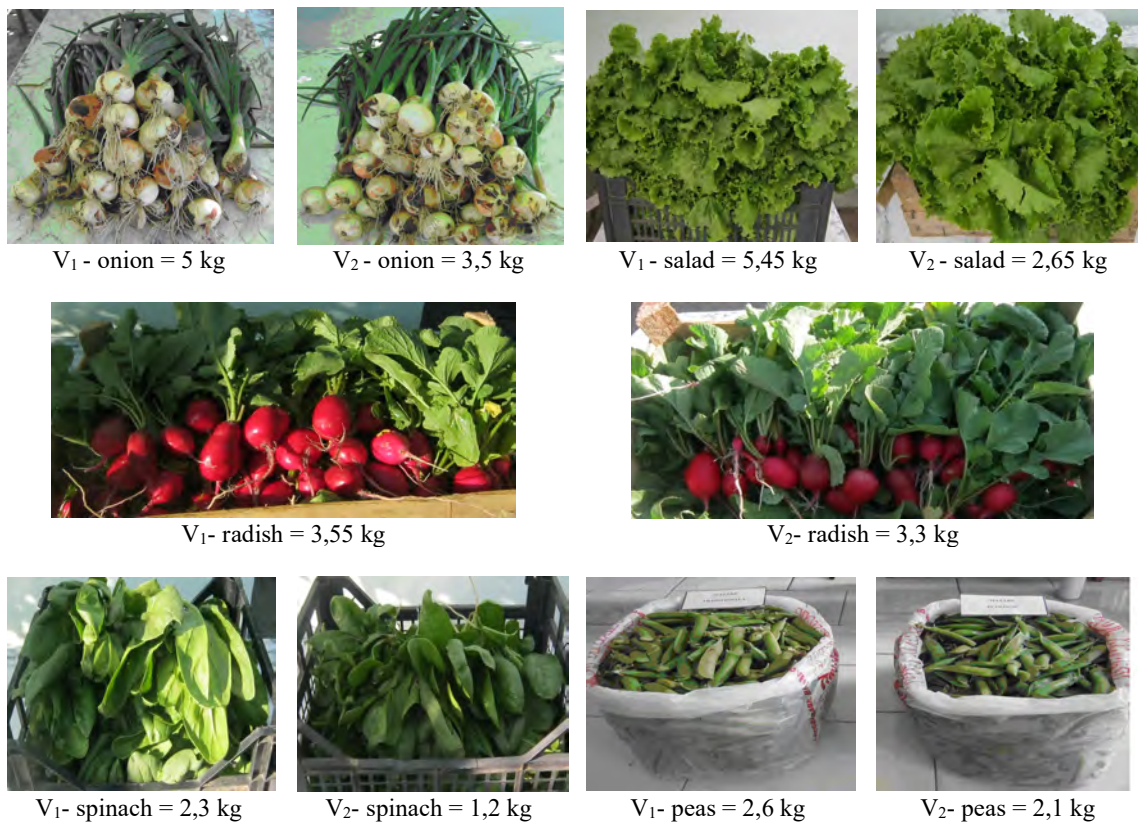 V₁ - onion = 5 kg
V₂ - onion = 3,5 kg
V₁ - salad = 5,45 kg
V₂ - salad = 2,65 kg
V₁- radish = 3,55 kg
V₂- radish = 3,3 kg
V₁- spinach = 2,3 kg
V₂- spinach = 1,2 kg
V₁- peas = 2,6 kg
V₂- peas = 2,1 kg